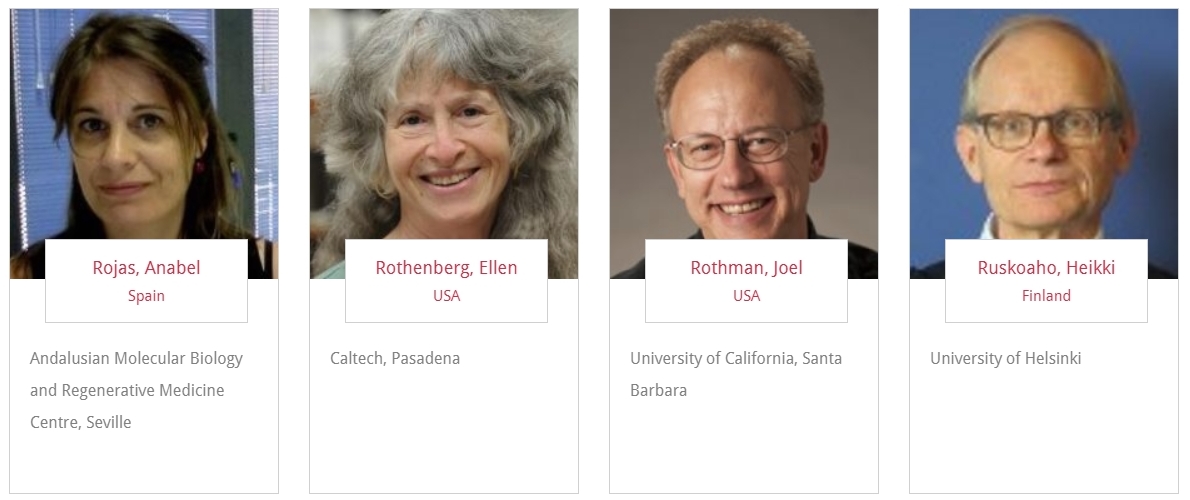 Rojas, Anabel
Spain
Andalusian Molecular Biology
and Regenerative Medicine
Centre, Seville
Rothenberg, Ellen
USA
Caltech, Pasadena
Rothman, Joel
USA
University of California, Santa
Barbara
Ruskoaho, Heikki
Finland
University of Helsinki